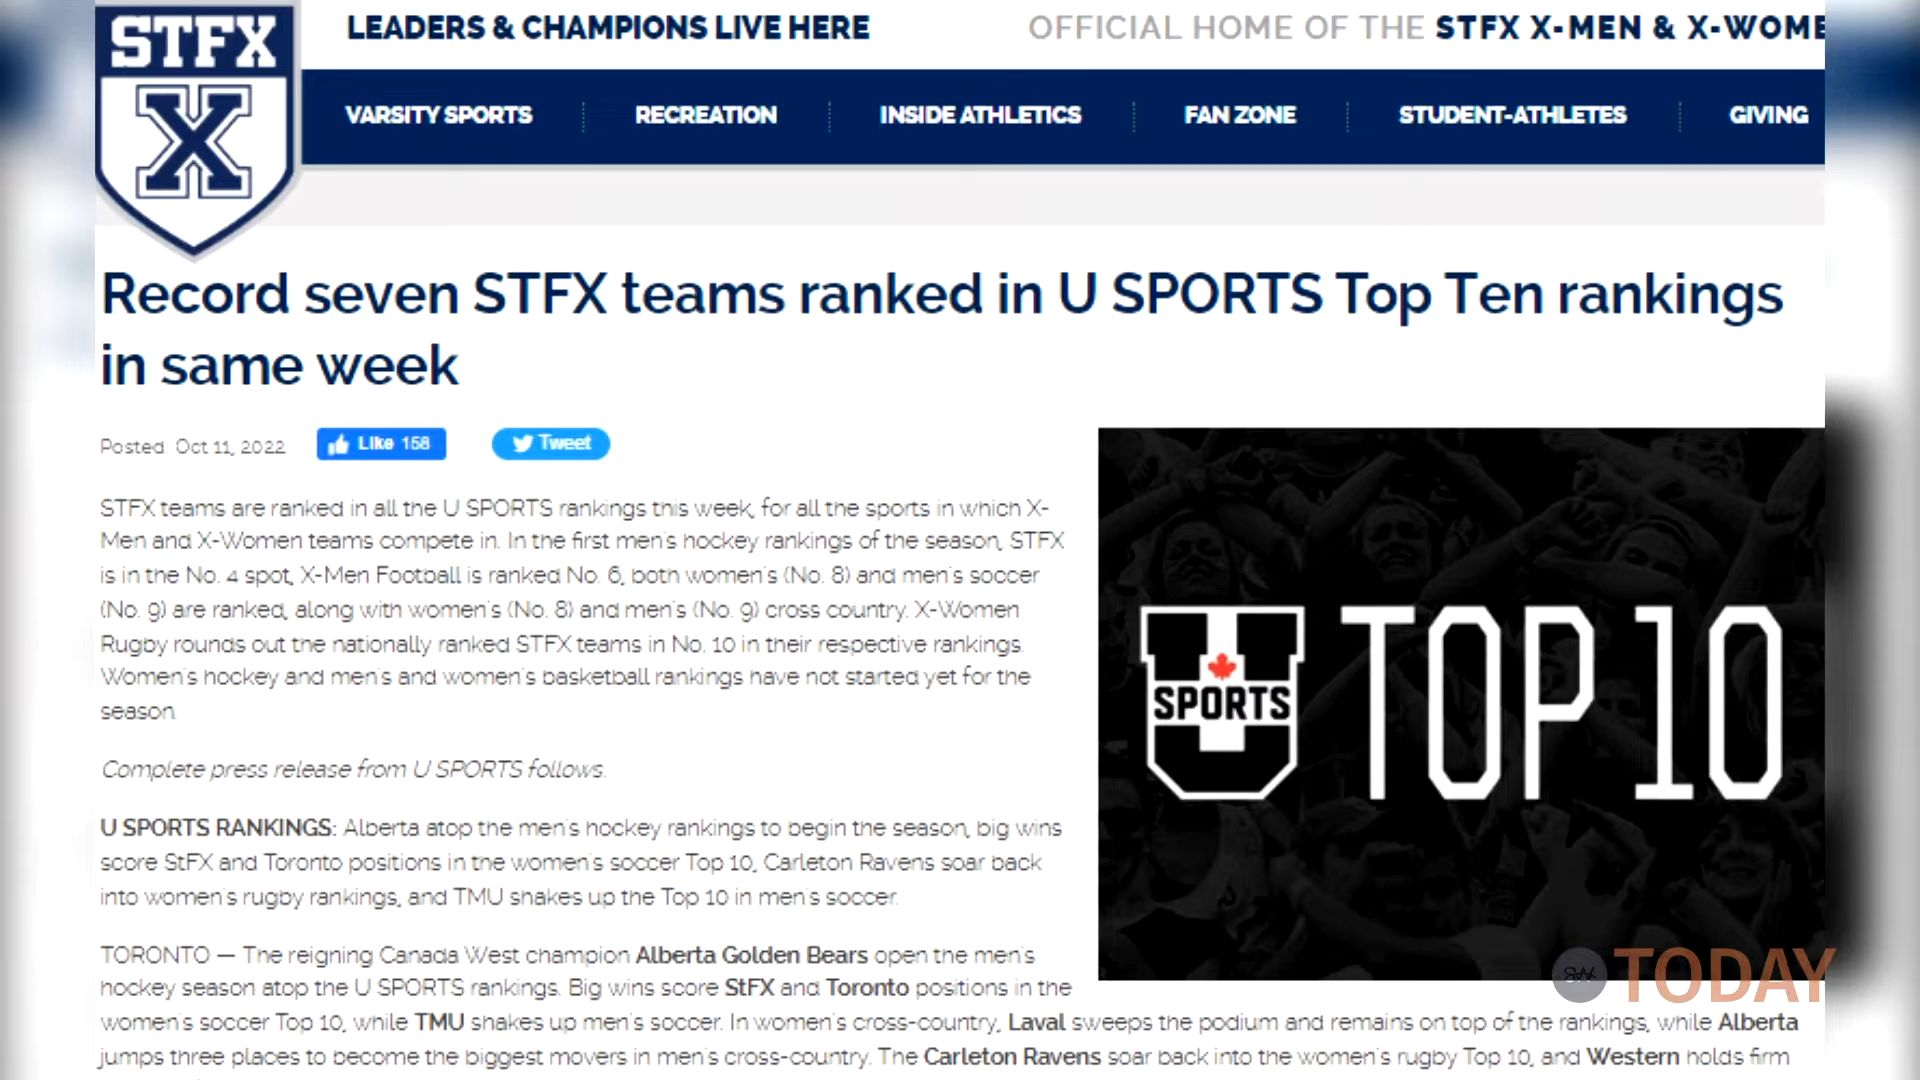 STFX
X
LEADERS & CHAMPIONS LIVE HERE
OFFICIAL HOME OF THE STFX X-MEN & X-WOME
VARSITY SPORTS
RECREATION
INSIDE ATHLETICS
FAN ZONE
STUDENT-ATHLETES
GIVING
Record seven STFX teams ranked in U SPORTS Top Ten rankings
in same week
Posted Oct 11, 2022
Like 158
Tweet
STFX teams are ranked in all the U SPORTS rankings this week, for all the sports in which X-
Men and X-Women teams compete in. In the first men's hockey rankings of the season, STFX
is in the No. 4 spot, X-Men Football is ranked No. 6, both women's (No. 8) and men's soccer
(No. 9) are ranked, along with women's (No. 8) and men's (No. 9) cross country. X-Women
Rugby rounds out the nationally ranked STFX teams in No. 10 in their respective rankings.
Women's hockey and men's and women's basketball rankings have not started yet for the
season.
Complete press release from U SPORTS follows.
U SPORTS RANKINGS: Alberta atop the men's hockey rankings to begin the season, big wins
score StFX and Toronto positions in the women's soccer Top 10, Carleton Ravens soar back
into women's rugby rankings, and TMU shakes up the Top 10 in men's soccer.
TORONTO — The reigning Canada West champion Alberta Golden Bears open the men's
hockey season atop the U SPORTS rankings. Big wins score StFX and Toronto positions in the
women's soccer Top 10, while TMU shakes up men's soccer. In women's cross-country, Laval sweeps the podium and remains on top of the rankings, while Alberta
jumps three places to become the biggest movers in men's cross-country. The Carleton Ravens soar back into the women's rugby Top 10, and Western holds firm
U SPORTS
TOP 10
TODAY